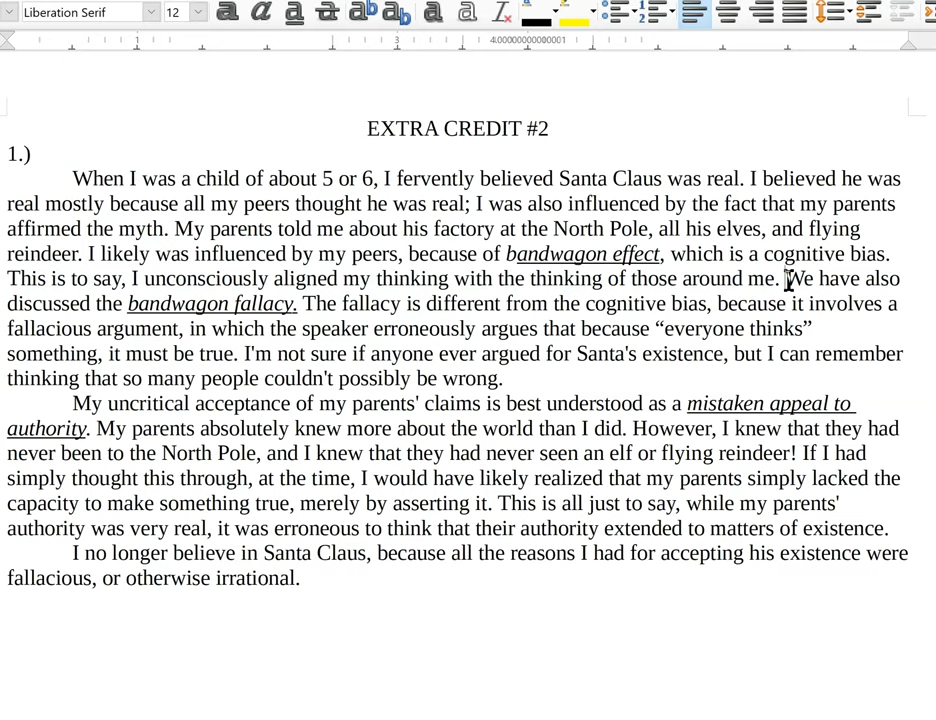 Liberation Serif 12
1 3 4.00000000000001
EXTRA CREDIT #2
1.)
When I was a child of about 5 or 6, I fervently believed Santa Claus was real. I believed he was
real mostly because all my peers thought he was real; I was also influenced by the fact that my parents
affirmed the myth. My parents told me about his factory at the North Pole, all his elves, and flying
reindeer. I likely was influenced by my peers, because of bandwagon effect, which is a cognitive bias.
This is to say, I unconsciously aligned my thinking with the thinking of those around me. We have also
discussed the bandwagon fallacy. The fallacy is different from the cognitive bias, because it involves a
fallacious argument, in which the speaker erroneously argues that because “everyone thinks”
something, it must be true. I'm not sure if anyone ever argued for Santa's existence, but I can remember
thinking that so many people couldn't possibly be wrong.
My uncritical acceptance of my parents' claims is best understood as a mistaken appeal to
authority. My parents absolutely knew more about the world than I did. However, I knew that they had
never been to the North Pole, and I knew that they had never seen an elf or flying reindeer! If I had
simply thought this through, at the time, I would have likely realized that my parents simply lacked the
capacity to make something true, merely by asserting it. This is all just to say, while my parents'
authority was very real, it was erroneous to think that their authority extended to matters of existence.
I no longer believe in Santa Claus, because all the reasons I had for accepting his existence were
fallacious, or otherwise irrational.